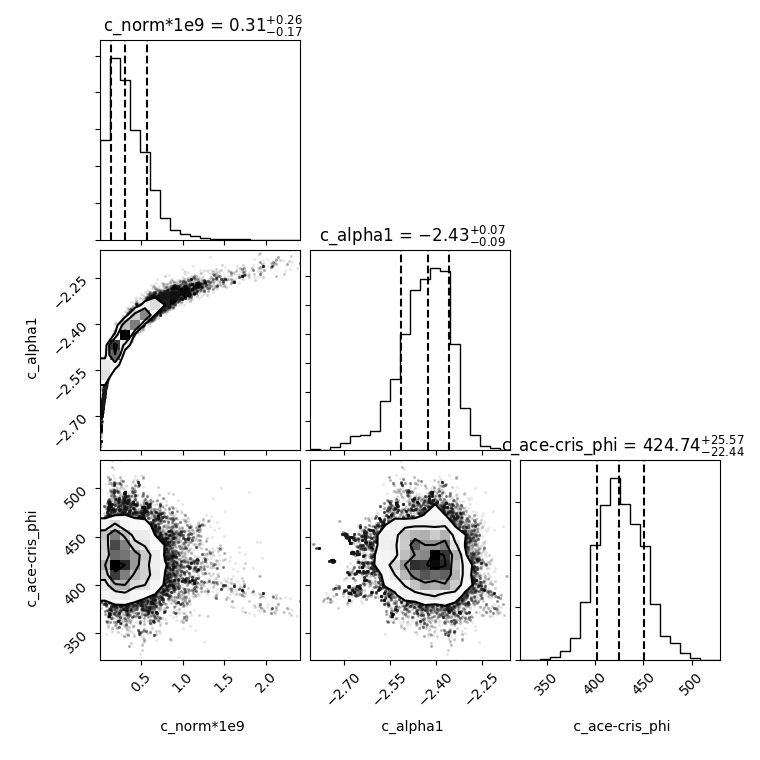 c_norm*1e9 = 0.31+0.26−0.17
c_alpha1 = −2.43+0.07−0.09
−2.25
−2.40
−2.55
−2.70
c_alpha1
c_ace-cris_phi = 424.74+25.57−22.44
500
450
400
350
c_ace-cris_phi
0.5 1.0 1.5 2.0
−2.70 −2.55 −2.40 −2.25
350 400 450 500
c_norm*1e9
c_alpha1
c_ace-cris_phi